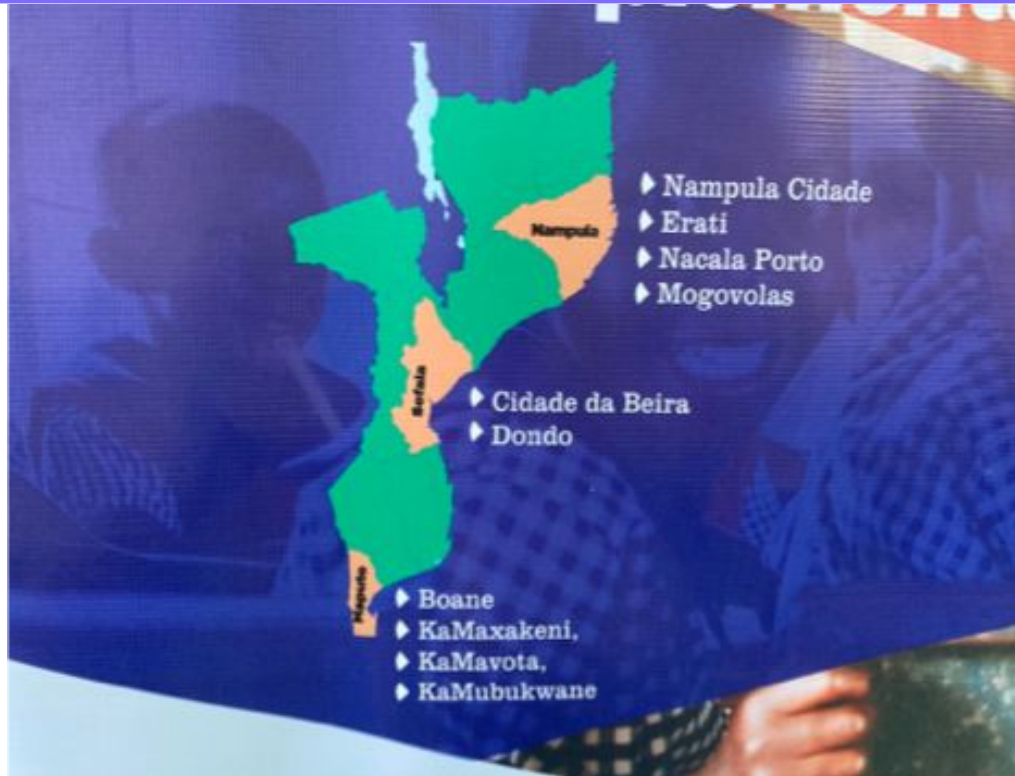 Nampula
Nampula Cidade
Erati
Nacala Porto
Mogovolas
Sofala
Cidade da Beira
Dondo
Maputo
Boane
KaMaxakeni,
KaMavota,
KaMubukwane